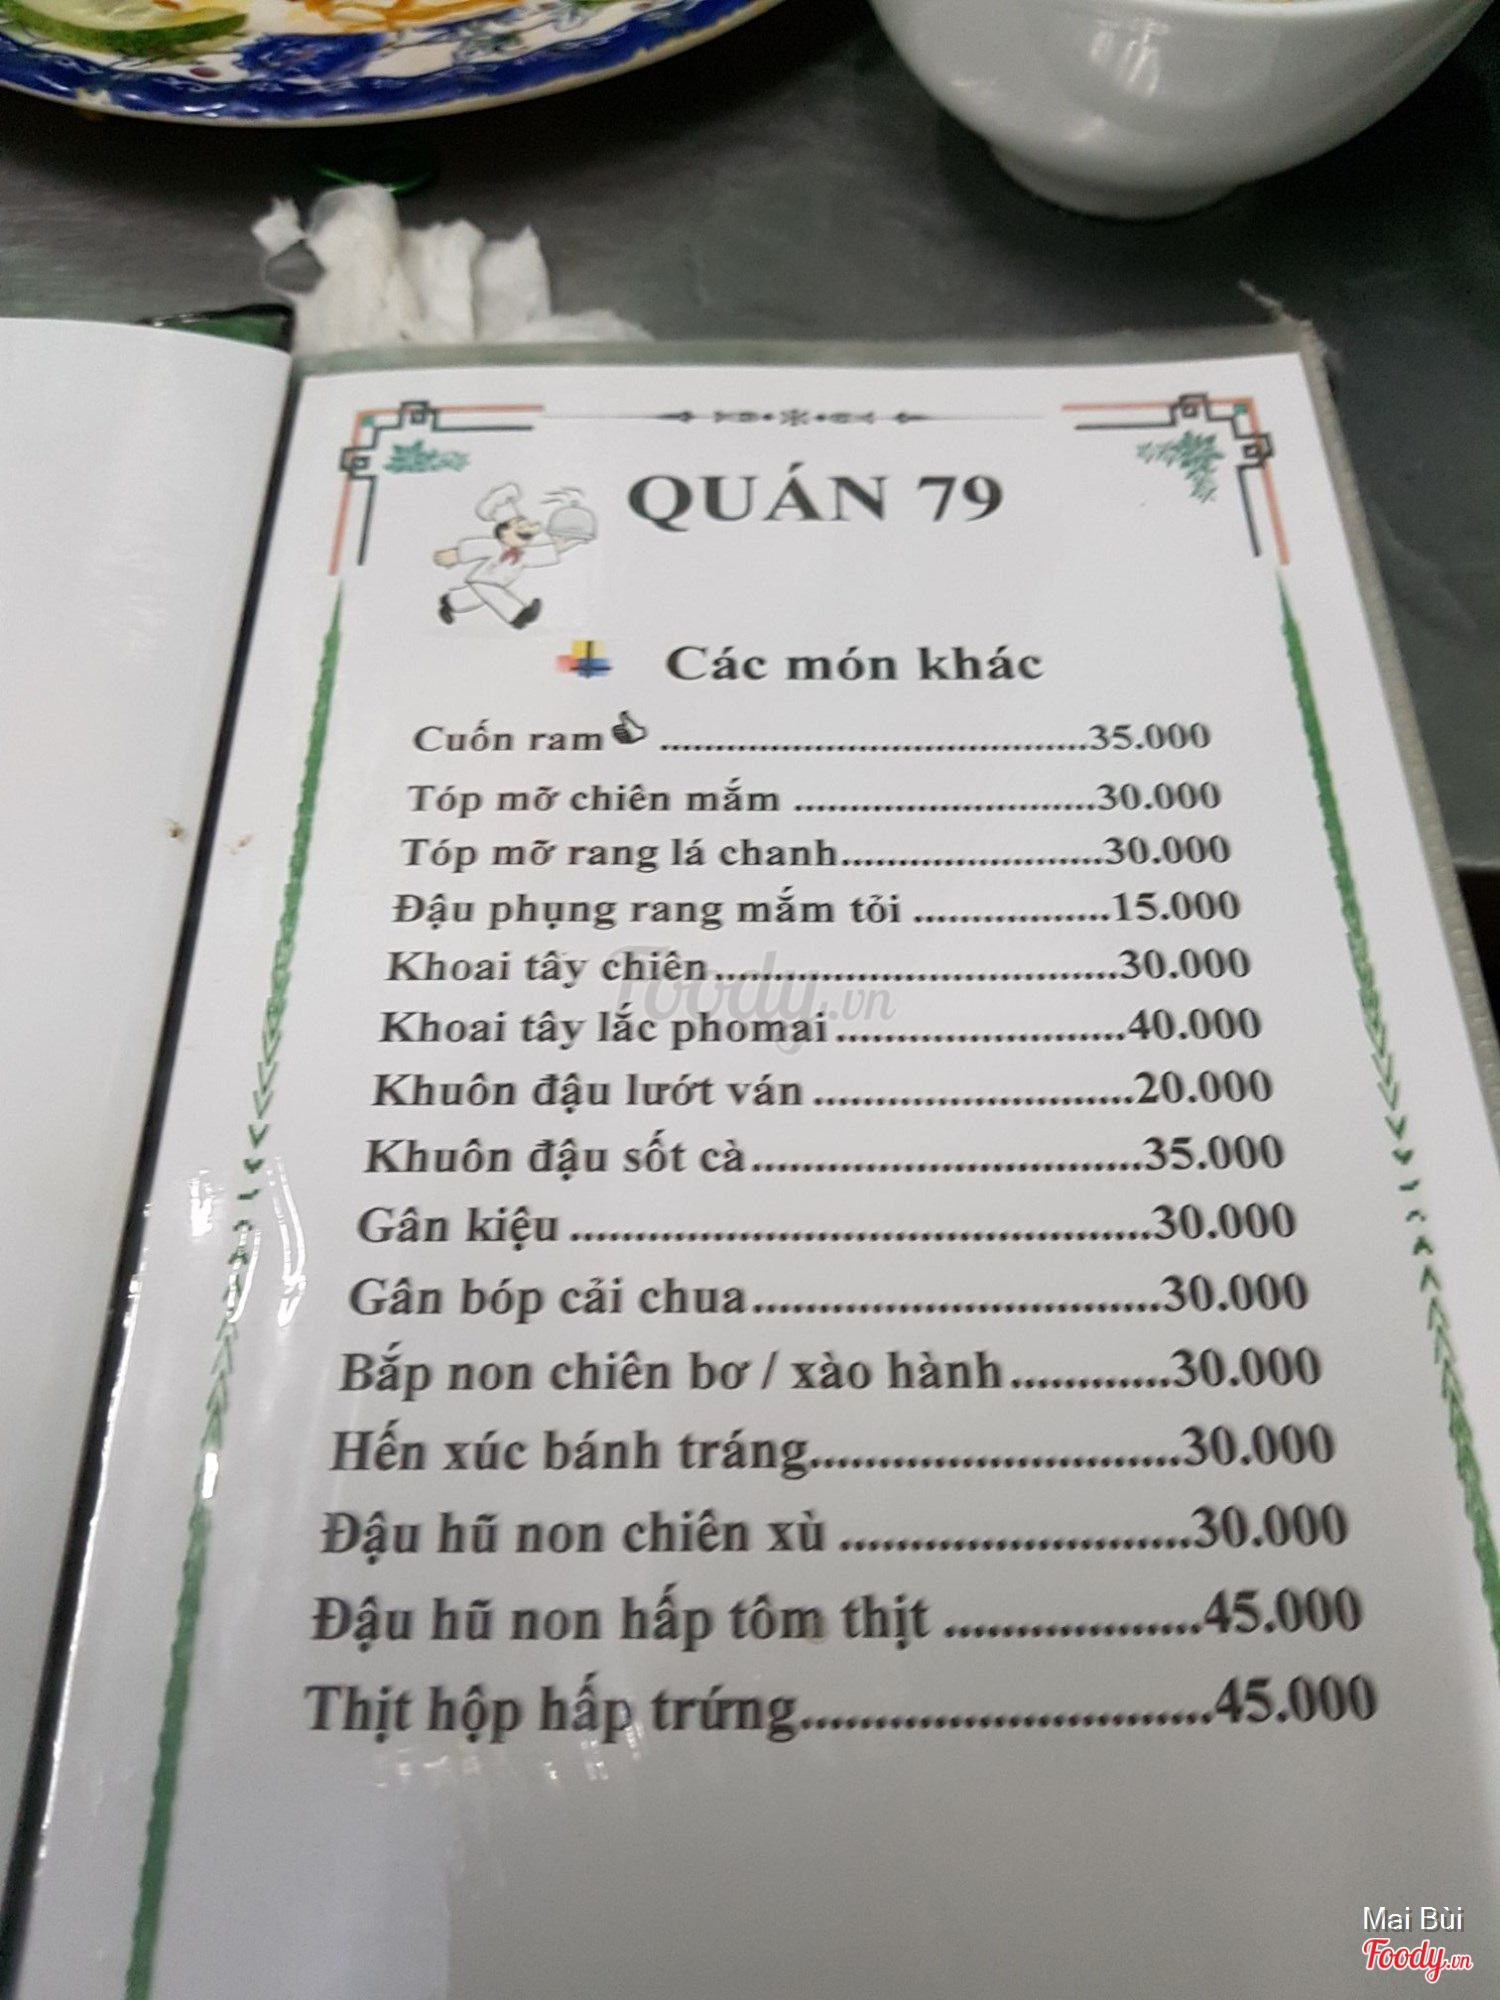 QUÁN 79
Các món khác
Cuốn ram ........................................35.000
Tóp mỡ chiên mắm ............................30.000
Tóp mỡ rang lá chanh........................30.000
Đậu phụng rang mắm tỏi ..................15.000
Khoai tây chiên......................................30.000
Khoai tây lắc phomai..........................40.000
Khuôn đậu lướt ván ............................20.000
Khuôn đậu sốt cà..................................35.000
Gân kiệu ................................................30.000
Gân bóp cải chua..................................30.000
Bắp non chiên bơ / xào hành.............30.000
Hến xúc bánh tráng..............................30.000
Đậu hũ non chiên xù ..........................30.000
Đậu hũ non hấp tôm thịt ...................45.000
Thịt hộp hấp trứng...............................45.000
Foody.vn
Mai Bùi
Foody.vn